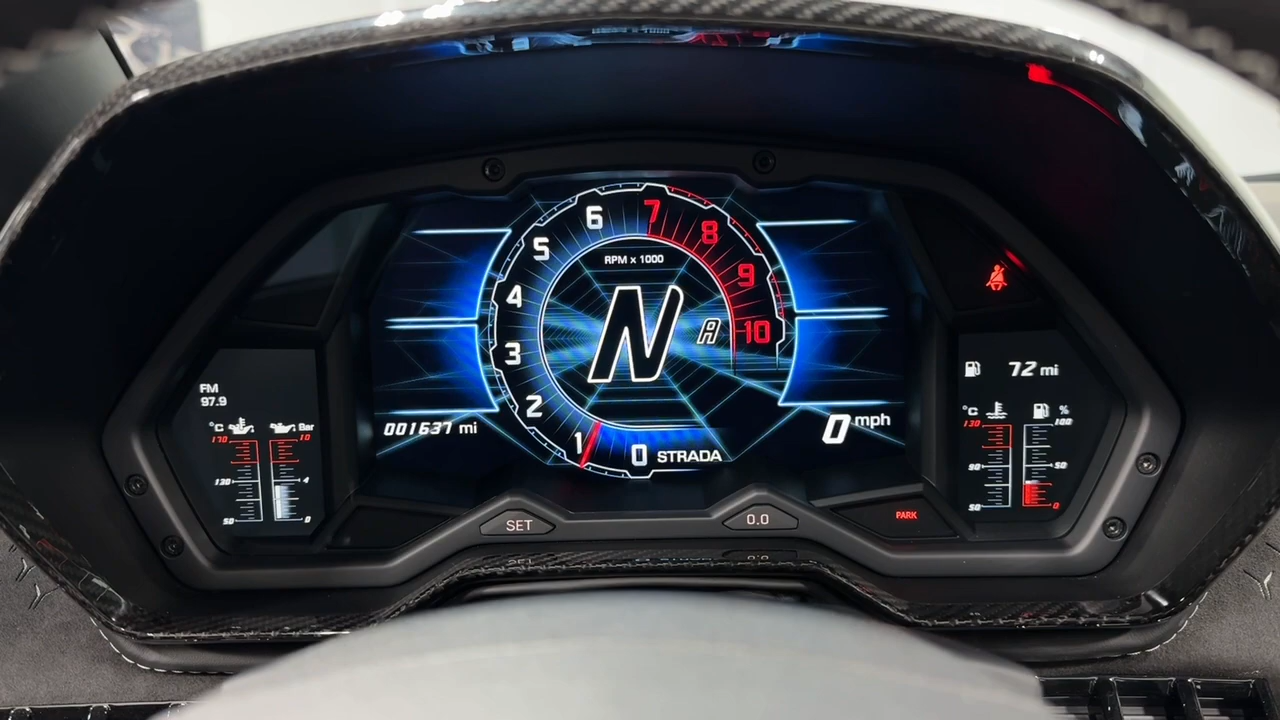 FM
97.9
°C Bar
170 10
130 4
50 0
001637 mi
RPM x 1000
0 1 2 3 4 5 6 7 8 9 10
N A
STRADA
0 mph
72 mi
°C %
130 100
90 50
50 0
SET
0.0
PARK